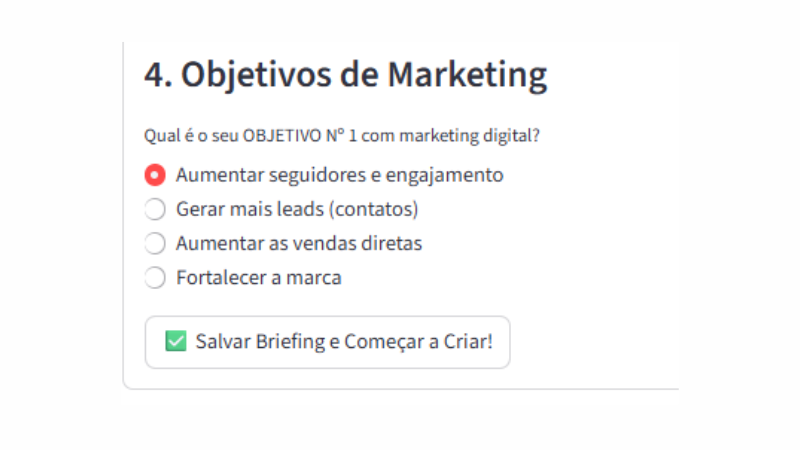 4. Objetivos de Marketing
Qual é o seu OBJETIVO Nº 1 com marketing digital?
Aumentar seguidores e engajamento
Gerar mais leads (contatos)
Aumentar as vendas diretas
Fortalecer a marca
✅ Salvar Briefing e Começar a Criar!